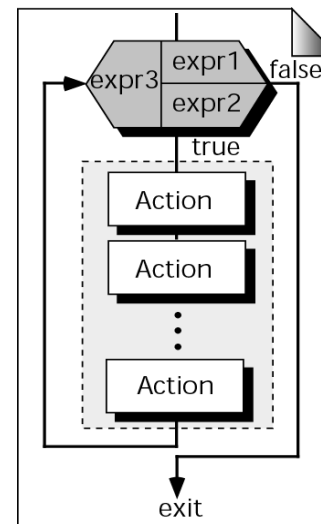 expr1
false
expr3
expr2
true
Action
Action
Action
exit